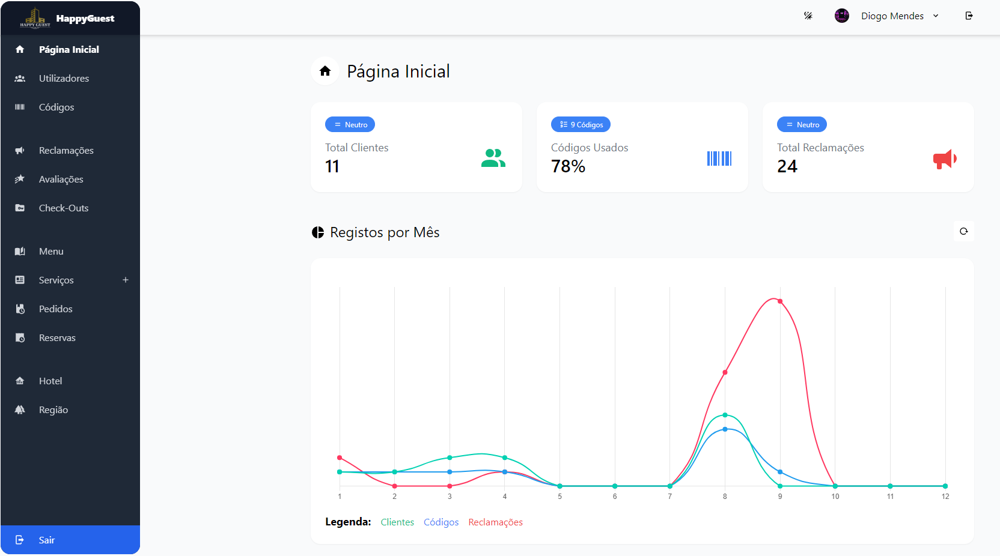 HAPPY GUEST
HappyGuest
Diogo Mendes
Página Inicial
Utilizadores
Códigos
Reclamações
Avaliações
Check-Outs
Menu
Serviços +
Pedidos
Reservas
Hotel
Região
Sair
Página Inicial
Neutro
Total Clientes
11
9 Códigos
Códigos Usados
78%
Neutro
Total Reclamações
24
Registos por Mês
1 2 3 4 5 6 7 8 9 10 11 12
Legenda: Clientes Códigos Reclamações